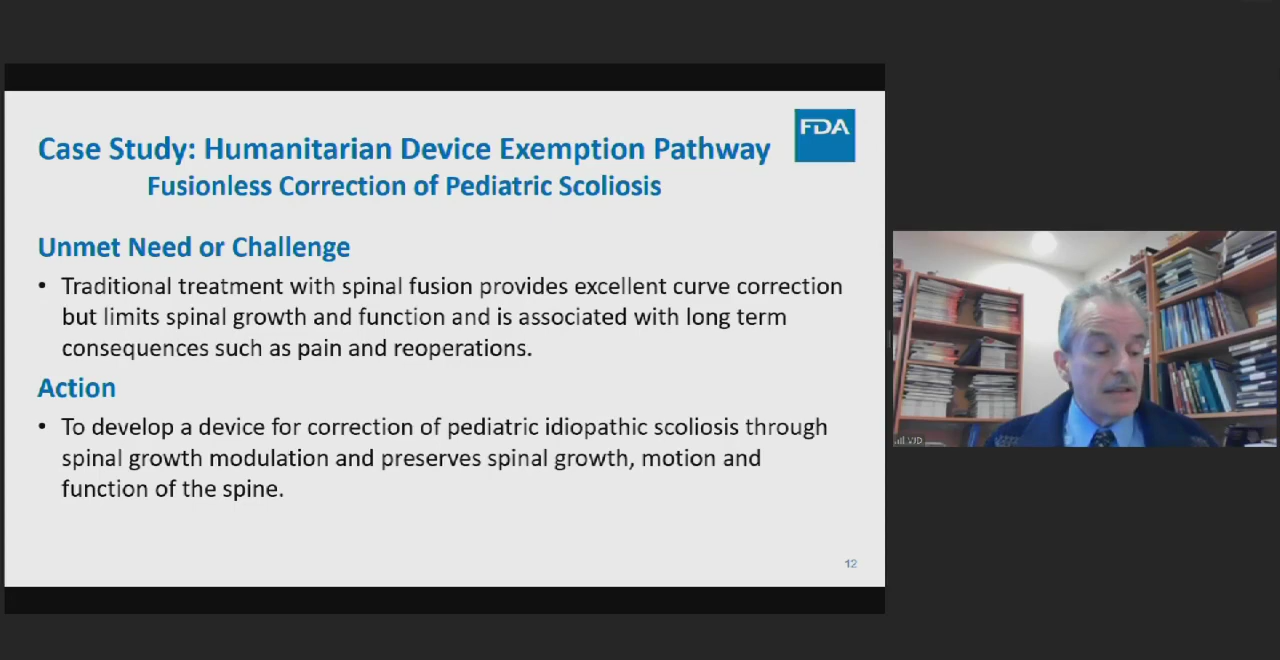 FDA
Case Study: Humanitarian Device Exemption Pathway
Fusionless Correction of Pediatric Scoliosis
Unmet Need or Challenge
• Traditional treatment with spinal fusion provides excellent curve correction
but limits spinal growth and function and is associated with long term
consequences such as pain and reoperations.
Action
• To develop a device for correction of pediatric idiopathic scoliosis through
spinal growth modulation and preserves spinal growth, motion and
function of the spine.
12
VJD